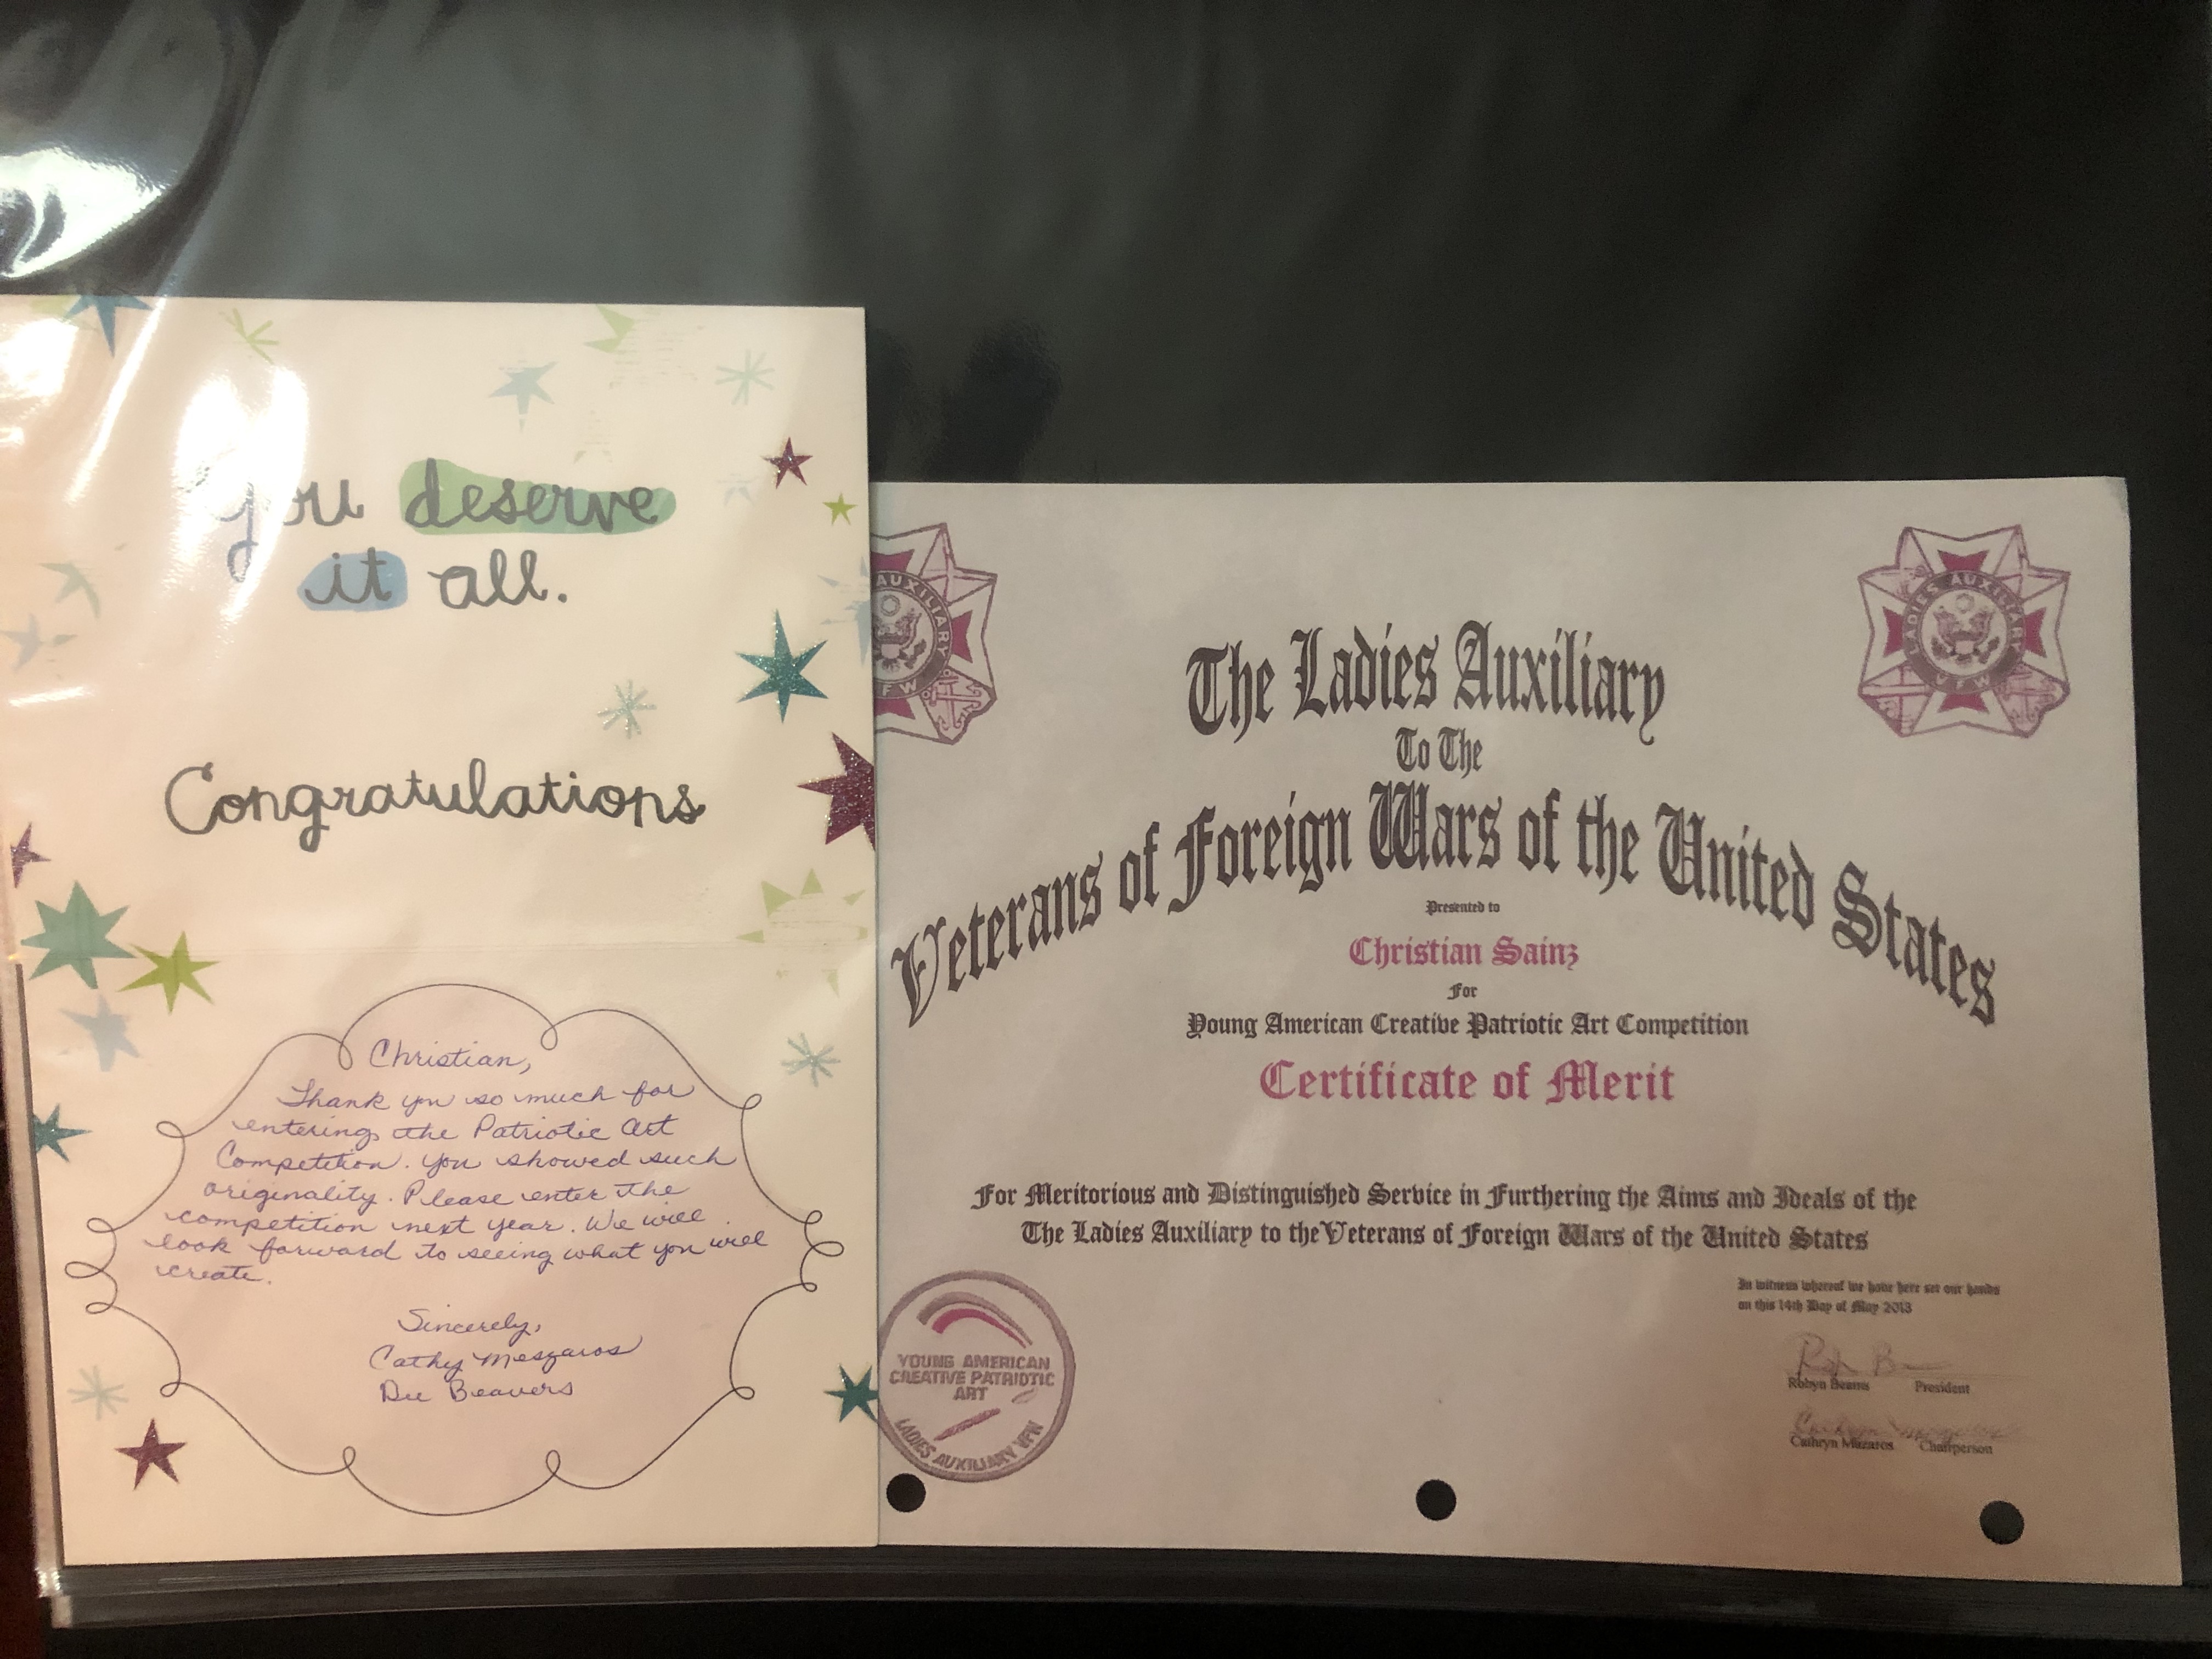 you deserve
it all.
Congratulations
Christian,
Thank you so much for
entering the Patriotic Art
Competition. You showed such
originality. Please enter the
competition next year. We will
look forward to seeing what you will
create.
Sincerely,
Cathy Meszaros
Dee Beavers
AUXILIARY
VFW
LADIES AUXILIARY
VFW
The Ladies Auxiliary
To The
Veterans of Foreign Wars of the United States
Presented to
Christian Sainz
For
Young American Creative Patriotic Art Competition
Certificate of Merit
For Meritorious and Distinguished Service in Furthering the Aims and Ideals of the
The Ladies Auxiliary to the Veterans of Foreign Wars of the United States
In witness whereof we have here set our hands
on this 14th Day of May 2013
Robyn Beams President
Cathryn Mazaros Chairperson
YOUNG AMERICAN
CREATIVE PATRIOTIC
ART
LADIES AUXILIARY VFW